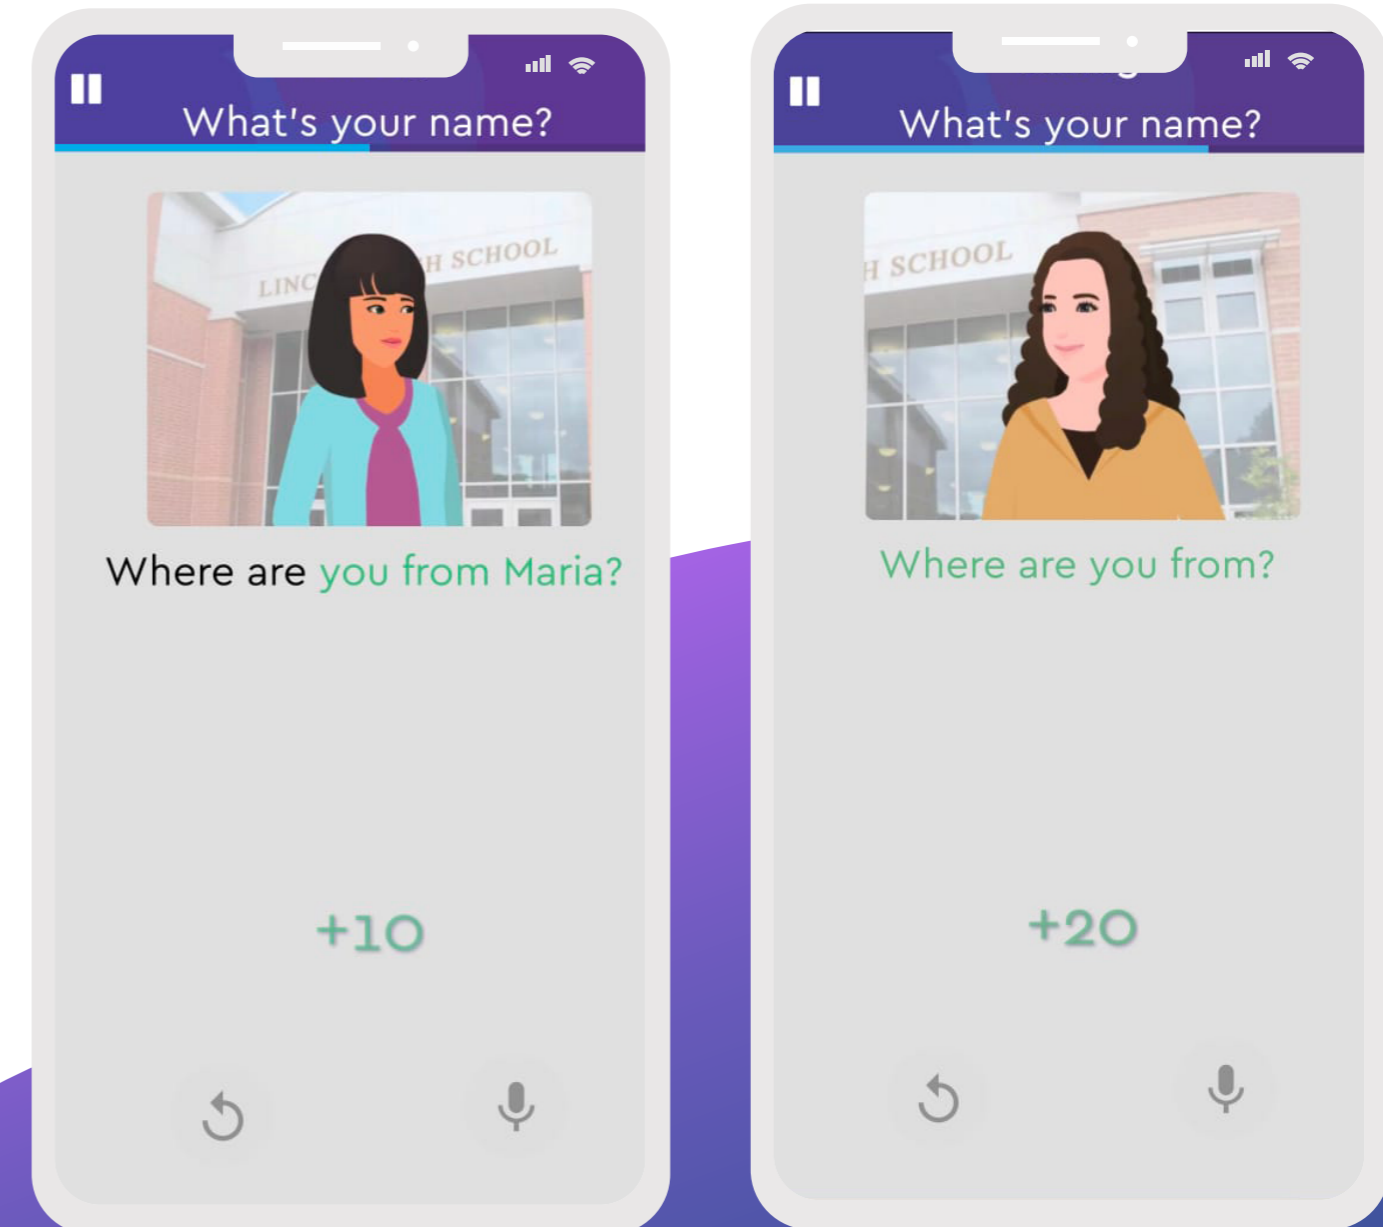 What's your name?
LINC
H SCHOOL
Where are you from Maria?
+10
What's your name?
H SCHOOL
Where are you from?
+20